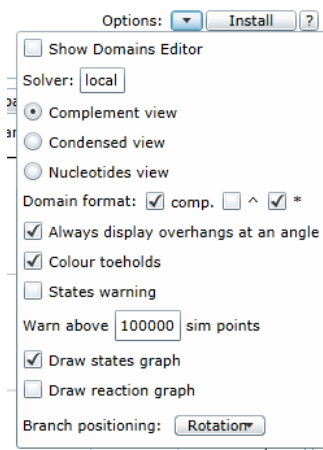 Options: Install ?
Show Domains Editor
Solver: local
Complement view
Condensed view
Nucleotides view
Domain format: comp. ^ *
Always display overhangs at an angle
Colour toeholds
States warning
Warn above 100000 sim points
Draw states graph
Draw reaction graph
Branch positioning: Rotation